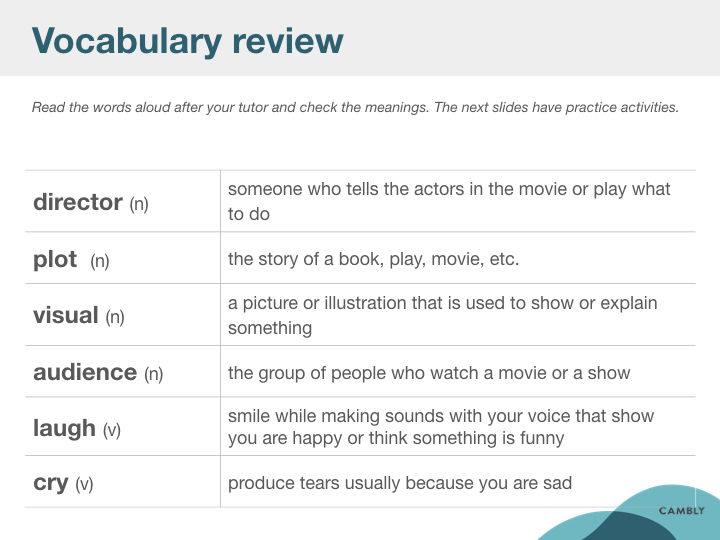 Vocabulary review
Read the words aloud after your tutor and check the meanings. The next slides have practice activities.
director (n)
someone who tells the actors in the movie or play what
to do
plot (n)
the story of a book, play, movie, etc.
visual (n)
a picture or illustration that is used to show or explain
something
audience (n)
the group of people who watch a movie or a show
laugh (v)
smile while making sounds with your voice that show
you are happy or think something is funny
cry (v)
produce tears usually because you are sad
CAMBLY